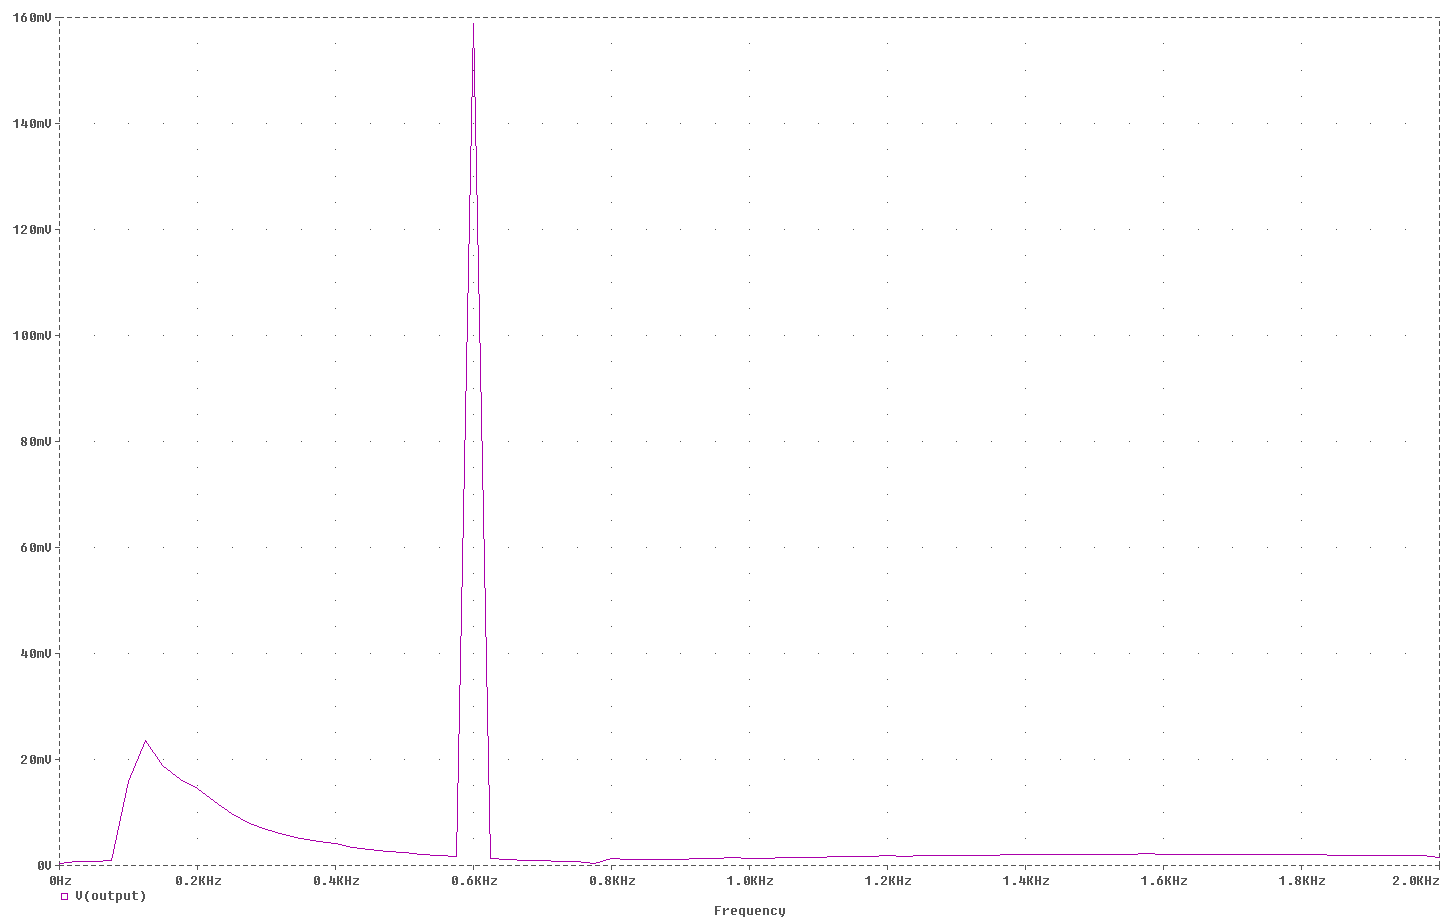 160mV
140mV
120mV
100mV
80mV
60mV
40mV
20mV
0V
0Hz 0.2KHz 0.4KHz 0.6KHz 0.8KHz 1.0KHz 1.2KHz 1.4KHz 1.6KHz 1.8KHz 2.0KHz
V(output)
Frequency